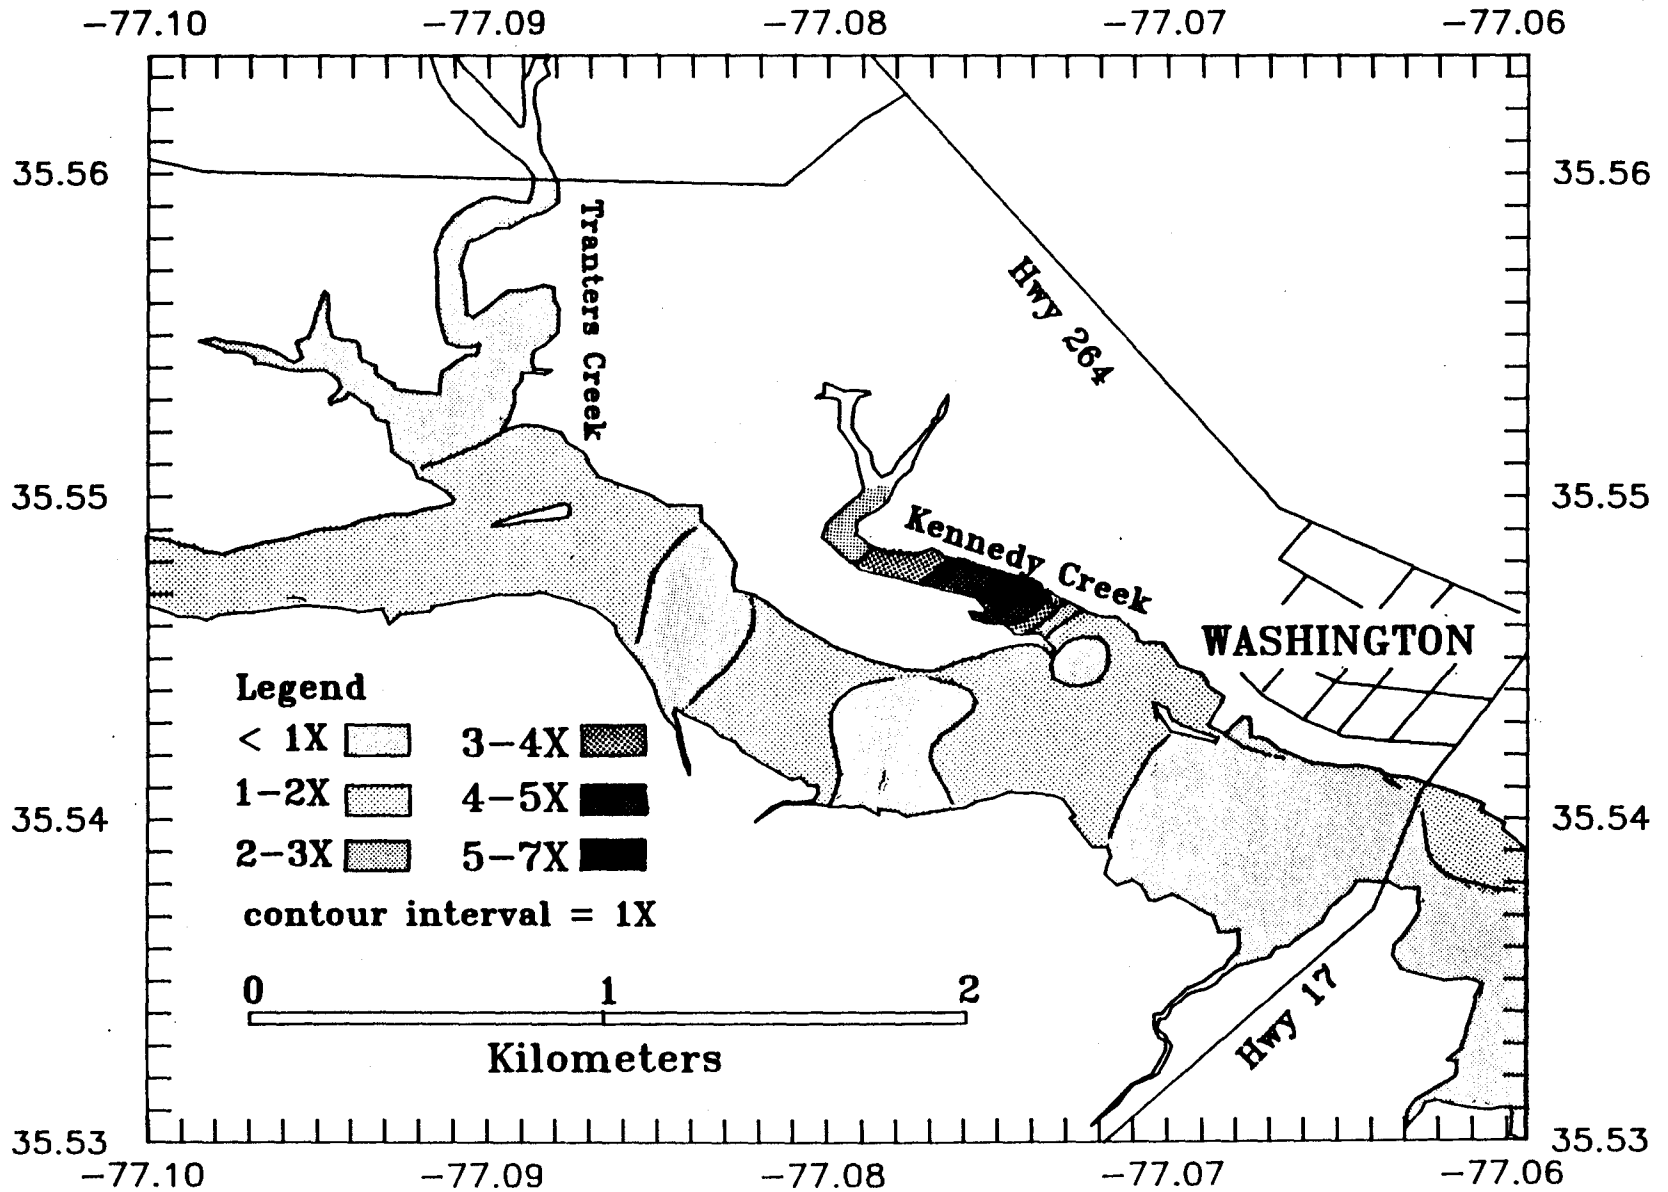 -77.10 -77.09 -77.08 -77.07 -77.06
35.56 35.56
Tranters Creek
Hwy 264
35.55 35.55
Kennedy Creek
WASHINGTON
Legend
< 1X 3-4X
1-2X 4-5X
35.54 35.54
2-3X 5-7X
contour interval = 1X
0 1 2
Kilometers
Hwy 17
35.53 35.53
-77.10 -77.09 -77.08 -77.07 -77.06